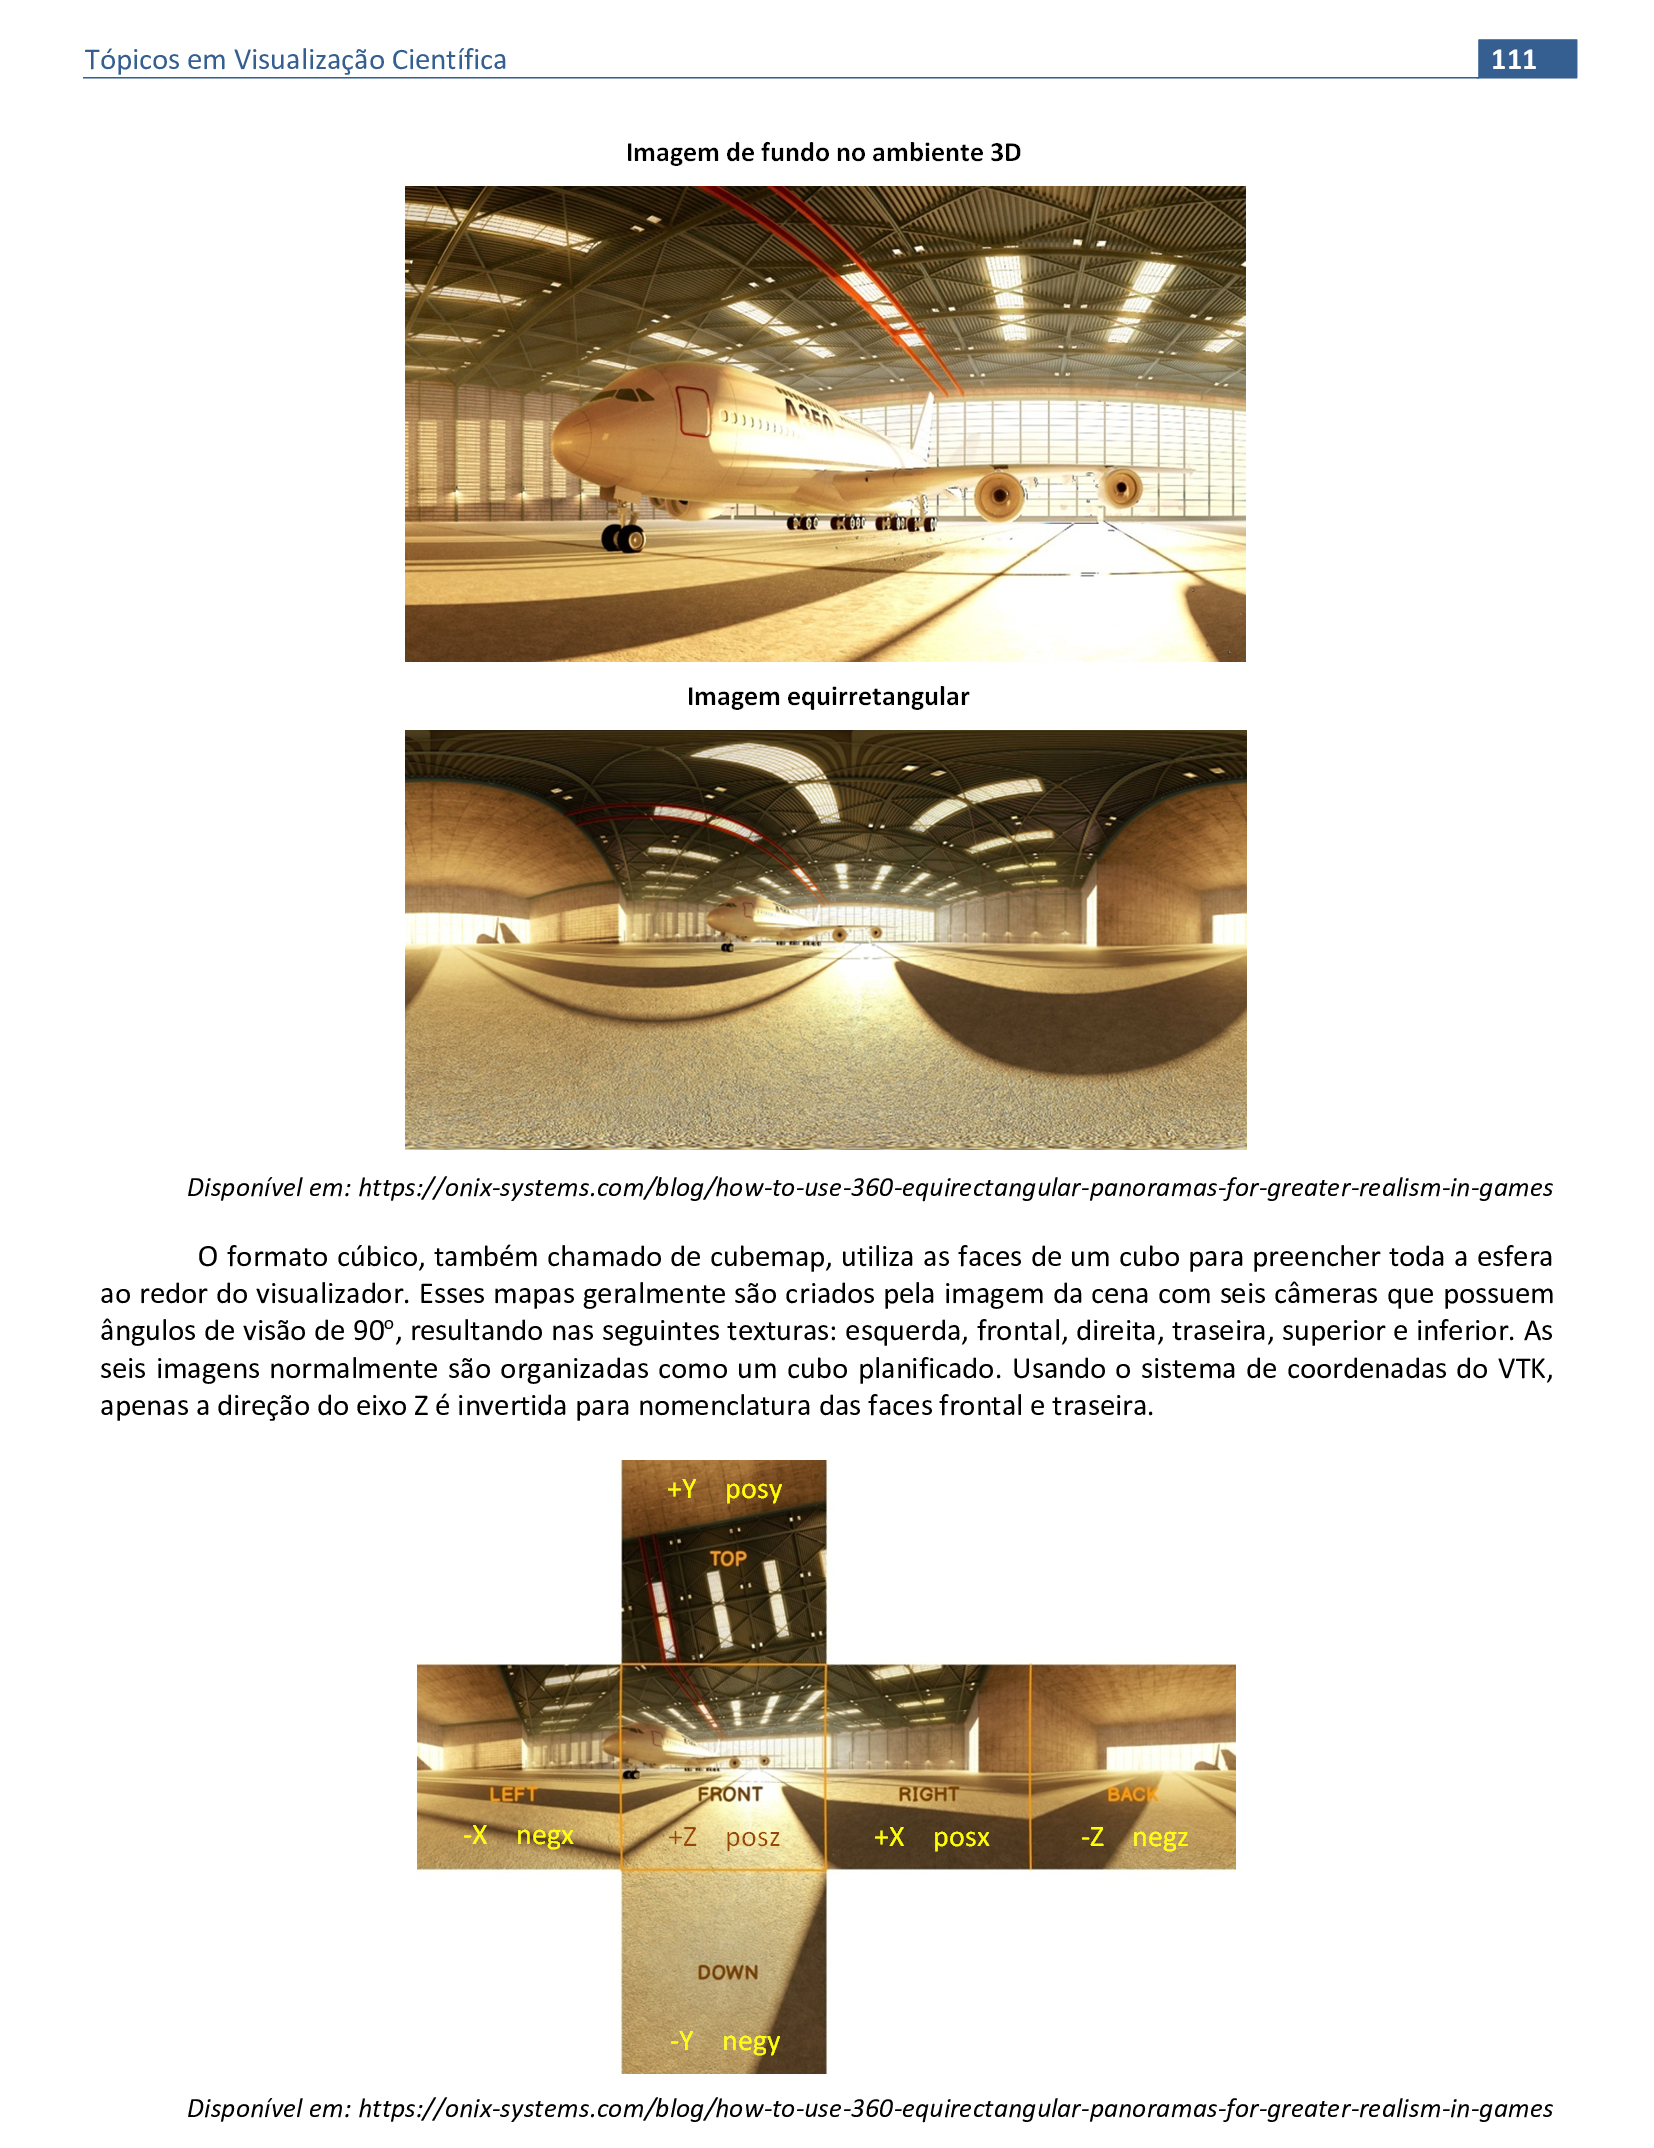 Tópicos em Visualização Científica 111
Imagem de fundo no ambiente 3D
A350
Imagem equirretangular
Disponível em: https://onix-systems.com/blog/how-to-use-360-equirectangular-panoramas-for-greater-realism-in-games
O formato cúbico, também chamado de cubemap, utiliza as faces de um cubo para preencher toda a esfera
ao redor do visualizador. Esses mapas geralmente são criados pela imagem da cena com seis câmeras que possuem
ângulos de visão de 90º, resultando nas seguintes texturas: esquerda, frontal, direita, traseira, superior e inferior. As
seis imagens normalmente são organizadas como um cubo planificado. Usando o sistema de coordenadas do VTK,
apenas a direção do eixo Z é invertida para nomenclatura das faces frontal e traseira.
+Y posy
TOP
LEFT FRONT RIGHT BACK
-X negx +Z posz +X posx -Z negz
DOWN
-Y negy
Disponível em: https://onix-systems.com/blog/how-to-use-360-equirectangular-panoramas-for-greater-realism-in-games